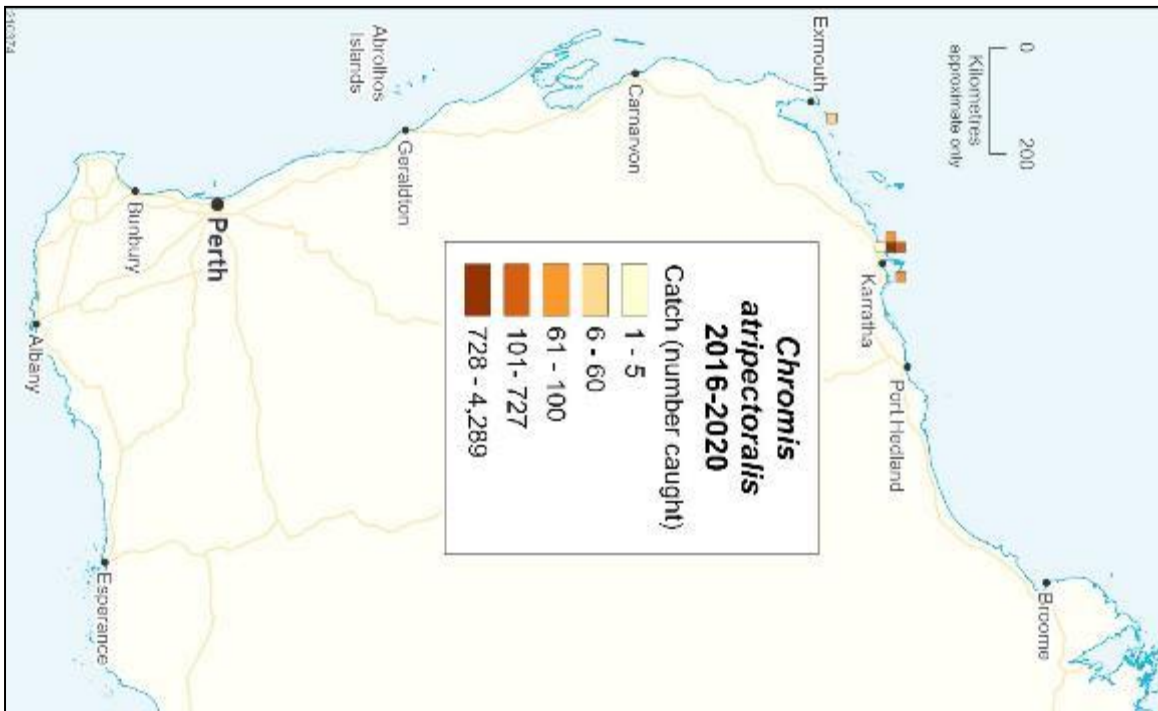 0
200
Kilometres
approximate only
Broome
Port Hedland
Karratha
Exmouth
Carnarvon
Chromis
atripectoralis
2016-2020
Catch (number caught)
1 - 5
6 - 60
61 - 100
101 - 727
728 - 4,289
Abrolhos
Islands
Geraldton
Perth
Bunbury
Albany
Esperance